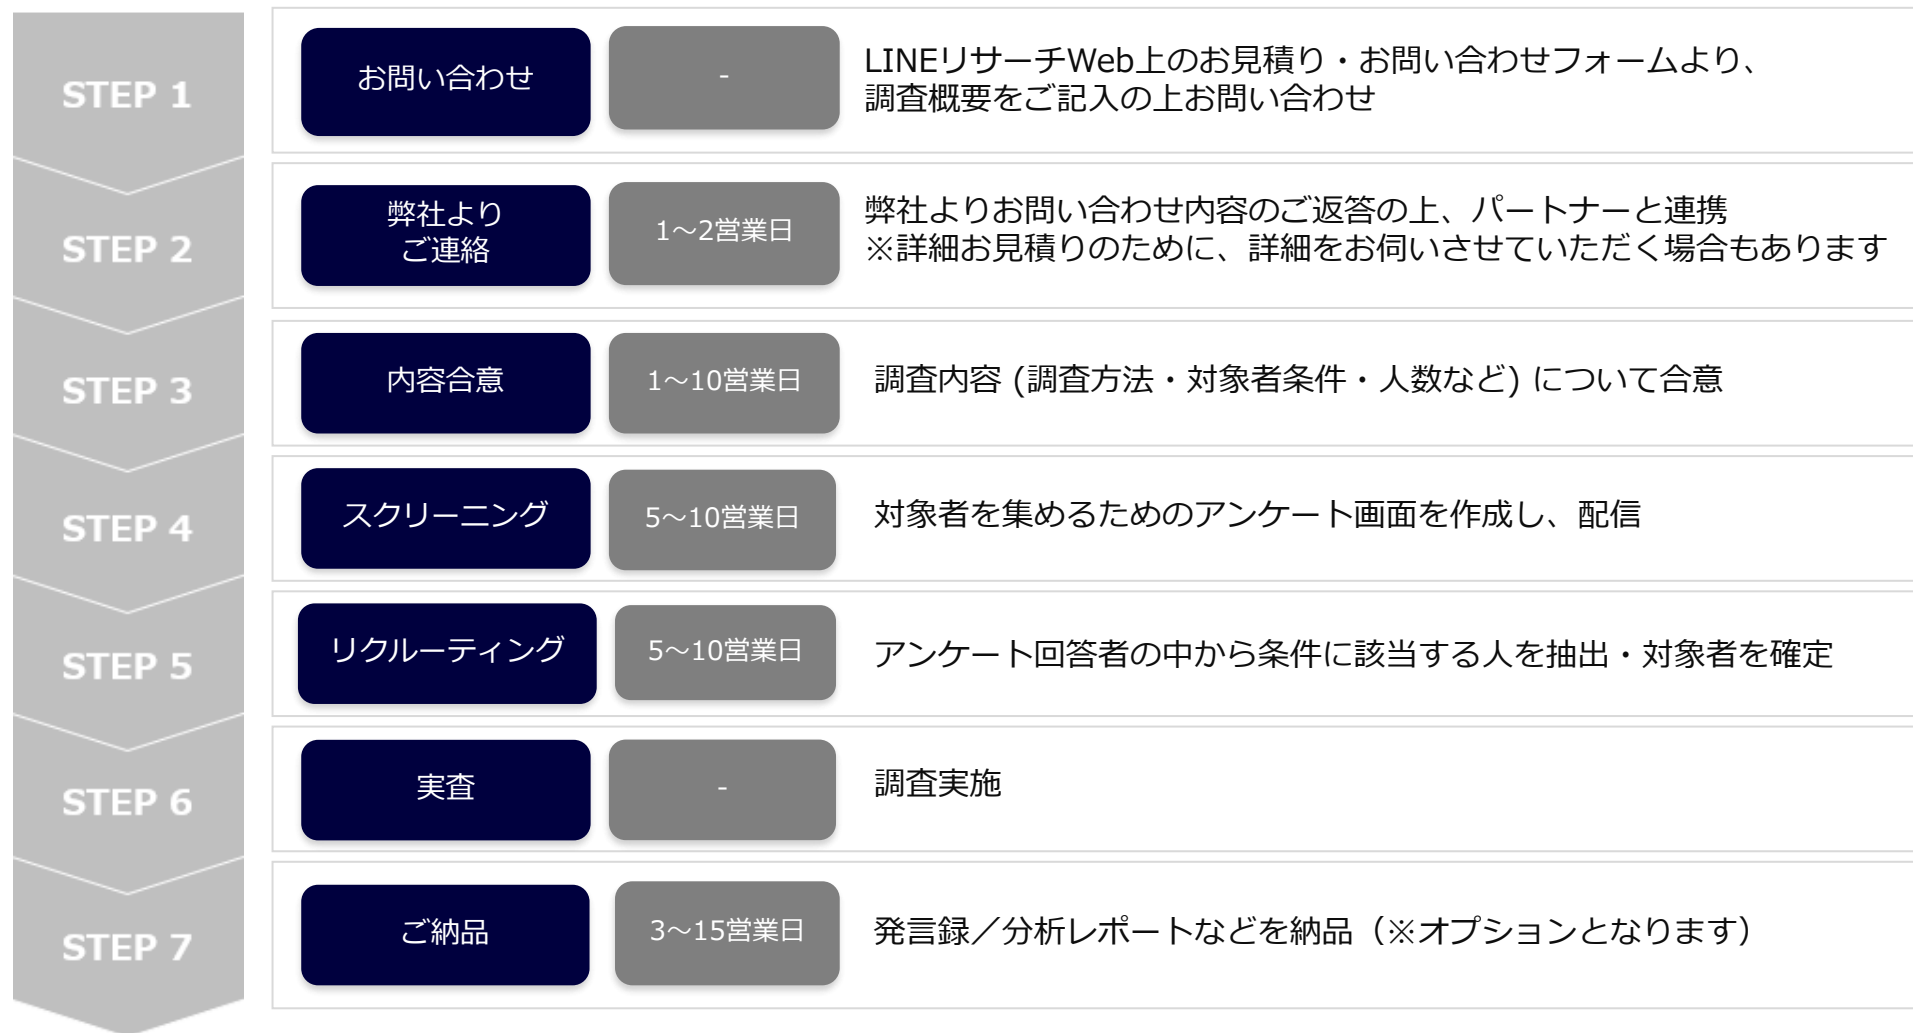 STEP 1
お問い合わせ
-
LINEリサーチWeb上のお見積り・お問い合わせフォームより、
調査概要をご記入の上お問い合わせ
STEP 2
弊社より
ご連絡
1～2営業日
弊社よりお問い合わせ内容のご返答の上、パートナーと連携
※詳細お見積りのために、詳細をお伺いさせていただく場合もあります
STEP 3
内容合意
1～10営業日
調査内容 (調査方法・対象者条件・人数など) について合意
STEP 4
スクリーニング
5～10営業日
対象者を集めるためのアンケート画面を作成し、配信
STEP 5
リクルーティング
5～10営業日
アンケート回答者の中から条件に該当する人を抽出・対象者を確定
STEP 6
実査
-
調査実施
STEP 7
ご納品
3～15営業日
発言録／分析レポートなどを納品（※オプションとなります）